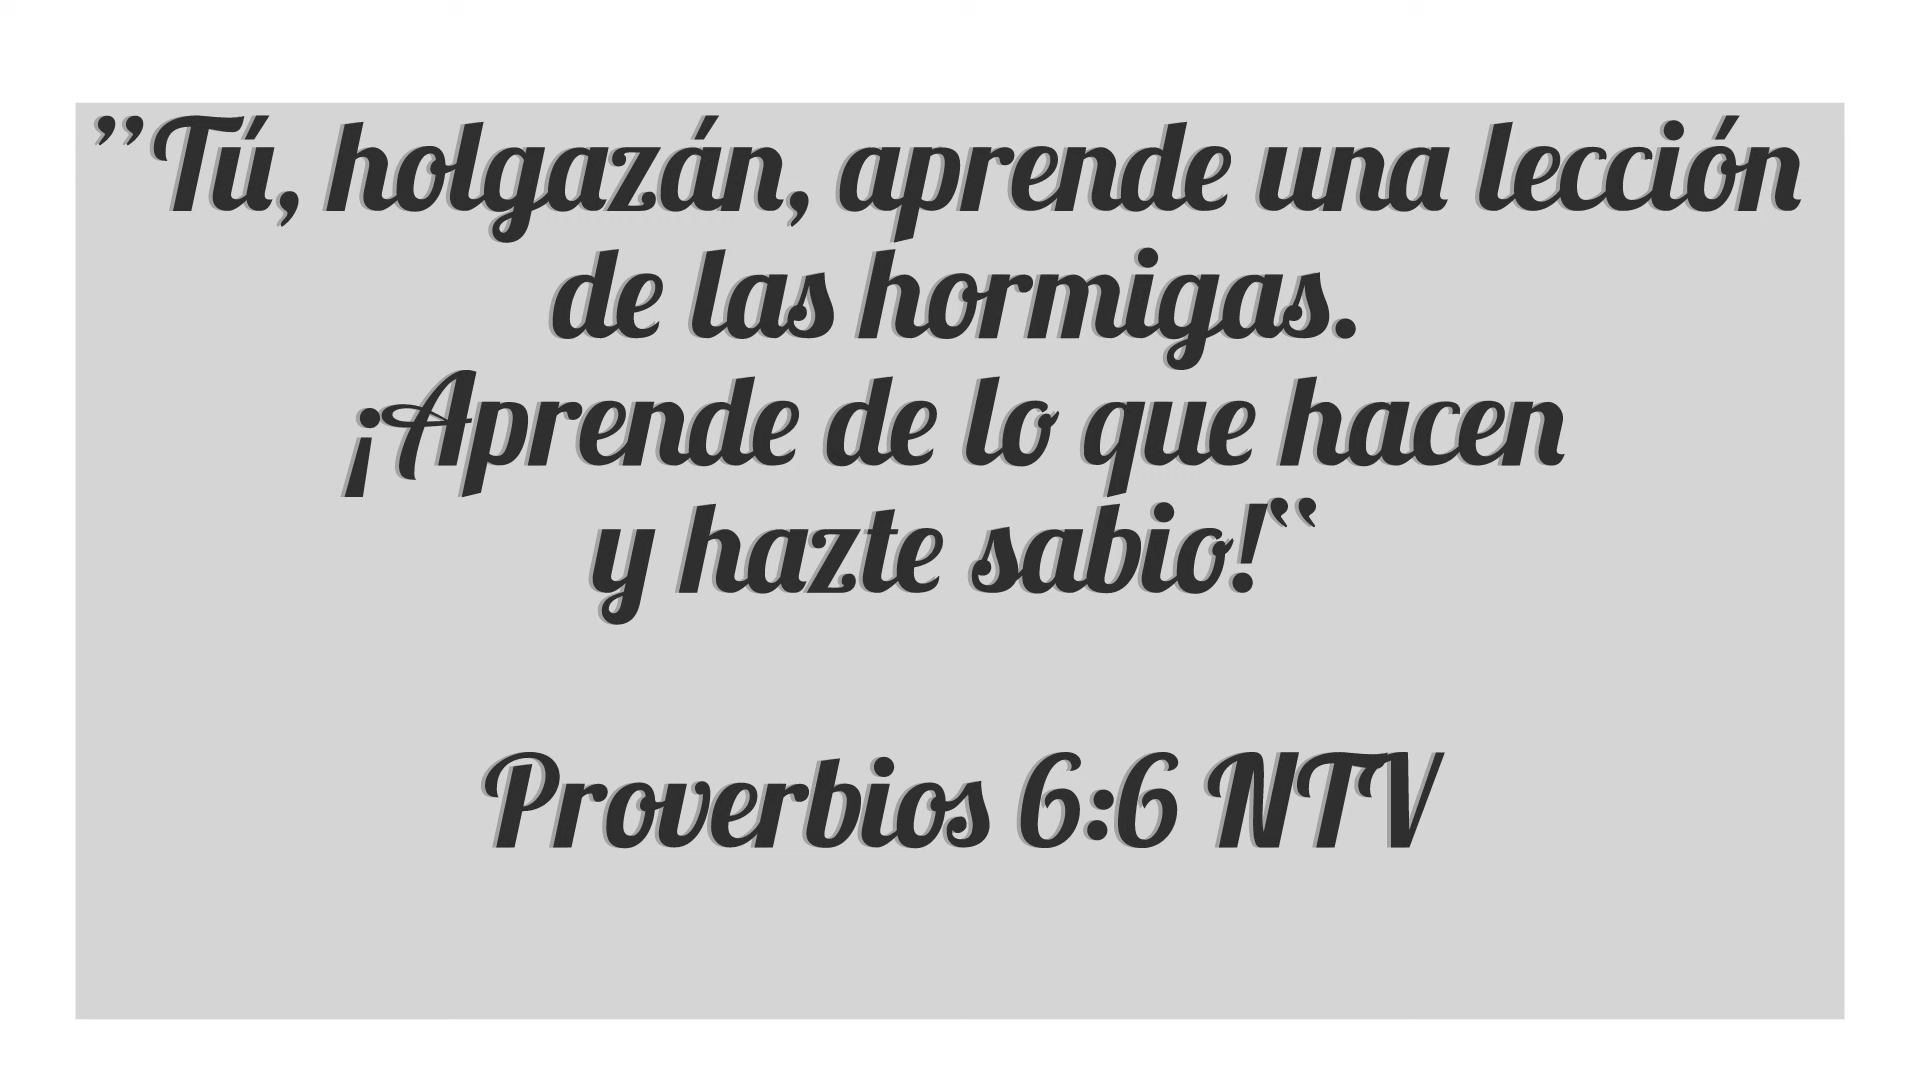 ”Tú, holgazán, aprende una lección
de las hormigas.
¡Aprende de lo que hacen
y hazte sabio!‟
Proverbios 6:6 NTV